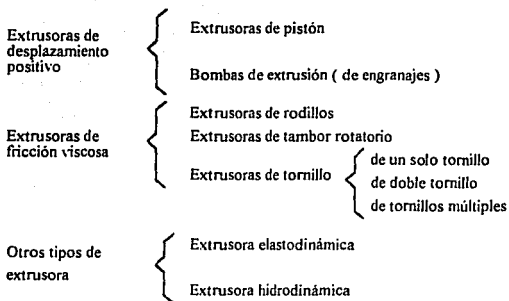 Extrusoras de
desplazamiento
positivo
Extrusoras de pistón
Bombas de extrusión ( de engranajes )
Extrusoras de
fricción viscosa
Extrusoras de rodillos
Extrusoras de tambor rotatorio
Extrusoras de tornillo
de un solo tornillo
de doble tornillo
de tornillos múltiples
Otros tipos de
extrusora
Extrusora elastodinámica
Extrusora hidrodinámica